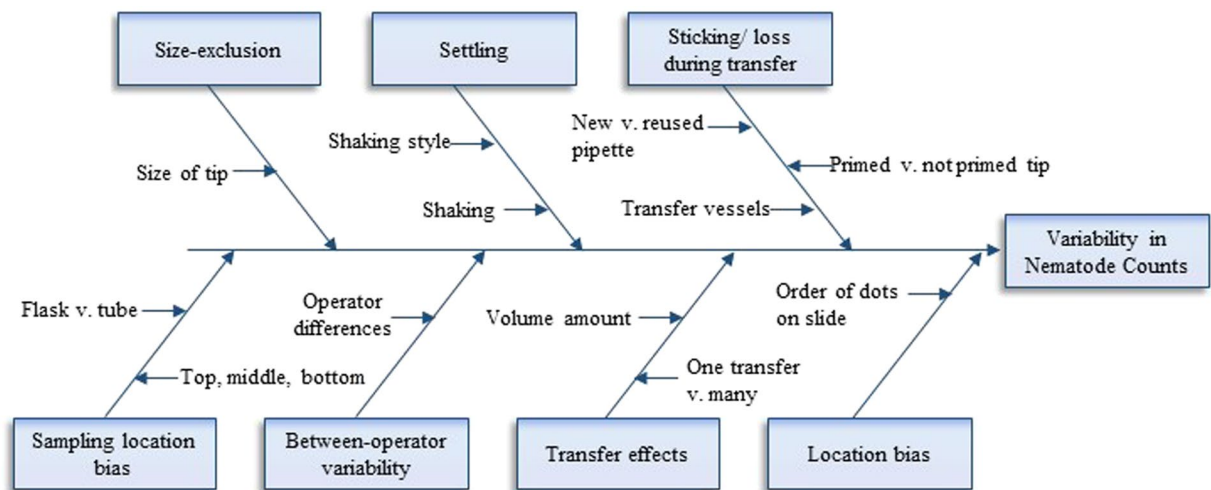 Size-exclusion
Settling
Sticking/ loss
during transfer
New v. reused
pipette
Shaking style
Primed v. not primed tip
Size of tip
Shaking
Transfer vessels
Variability in
Nematode Counts
Flask v. tube
Operator
differences
Volume amount
Order of dots
on slide
Top, middle, bottom
One transfer
v. many
Sampling location
bias
Between-operator
variability
Transfer effects
Location bias